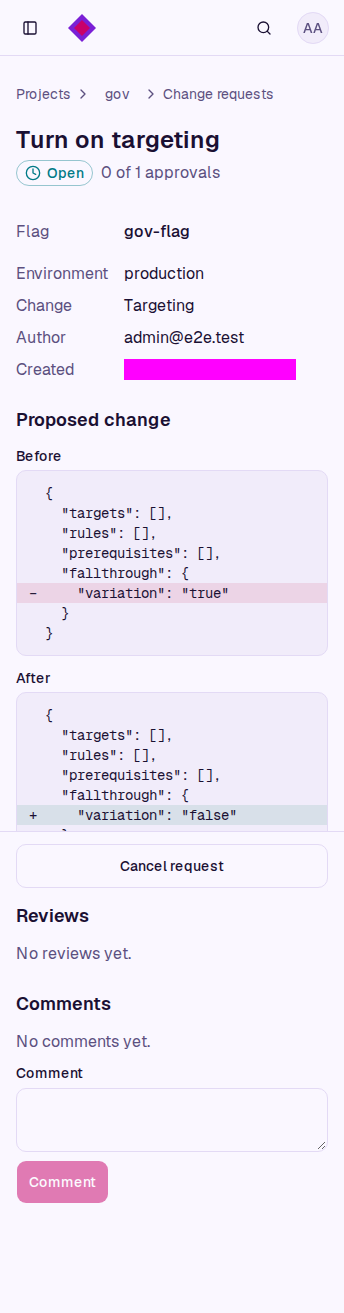 AA
Projects > gov > Change requests
Turn on targeting
Open 0 of 1 approvals
Flag gov-flag
Environment production
Change Targeting
Author admin@e2e.test
Created
Proposed change
Before
{
"targets": [],
"rules": [],
"prerequisites": [],
"fallthrough": {
− "variation": "true"
}
}
After
{
"targets": [],
"rules": [],
"prerequisites": [],
"fallthrough": {
+ "variation": "false"
Cancel request
Reviews
No reviews yet.
Comments
No comments yet.
Comment
Comment